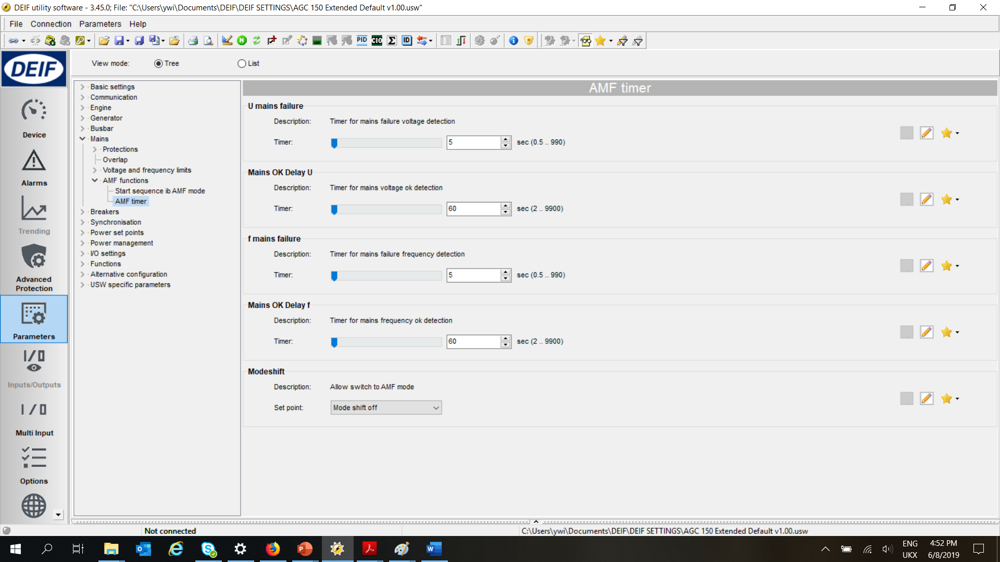 DEIF utility software - 3.45.0; File: "C:\Users\ywi\Documents\DEIF\DEIF SETTINGS\AGC 150 Extended Default v1.00.usw"
File Connection Parameters Help
PID CIO Σ ID
DEIF
View mode: Tree List
Device
Alarms
Trending
Advanced
Protection
Parameters
Inputs/Outputs
Multi Input
Options
Basic settings
Communication
Engine
Generator
Busbar
Mains
Protections
Overlap
Voltage and frequency limits
AMF functions
Start sequence ib AMF mode
AMF timer
Breakers
Synchronisation
Power set points
Power management
I/O settings
Functions
Alternative configuration
USW specific parameters
AMF timer
U mains failure
Description: Timer for mains failure voltage detection
Timer: 5 sec (0.5 .. 990)
Mains OK Delay U
Description: Timer for mains voltage ok detection
Timer: 60 sec (2 .. 9900)
f mains failure
Description: Timer for mains failure frequency detection
Timer: 5 sec (0.5 .. 990)
Mains OK Delay f
Description: Timer for mains frequency ok detection
Timer: 60 sec (2 .. 9900)
Modeshift
Description: Allow switch to AMF mode
Set point: Mode shift off
Not connected C:\Users\ywi\Documents\DEIF\DEIF SETTINGS\AGC 150 Extended Default v1.00.usw
ENG 4:52 PM
UKX 6/8/2019